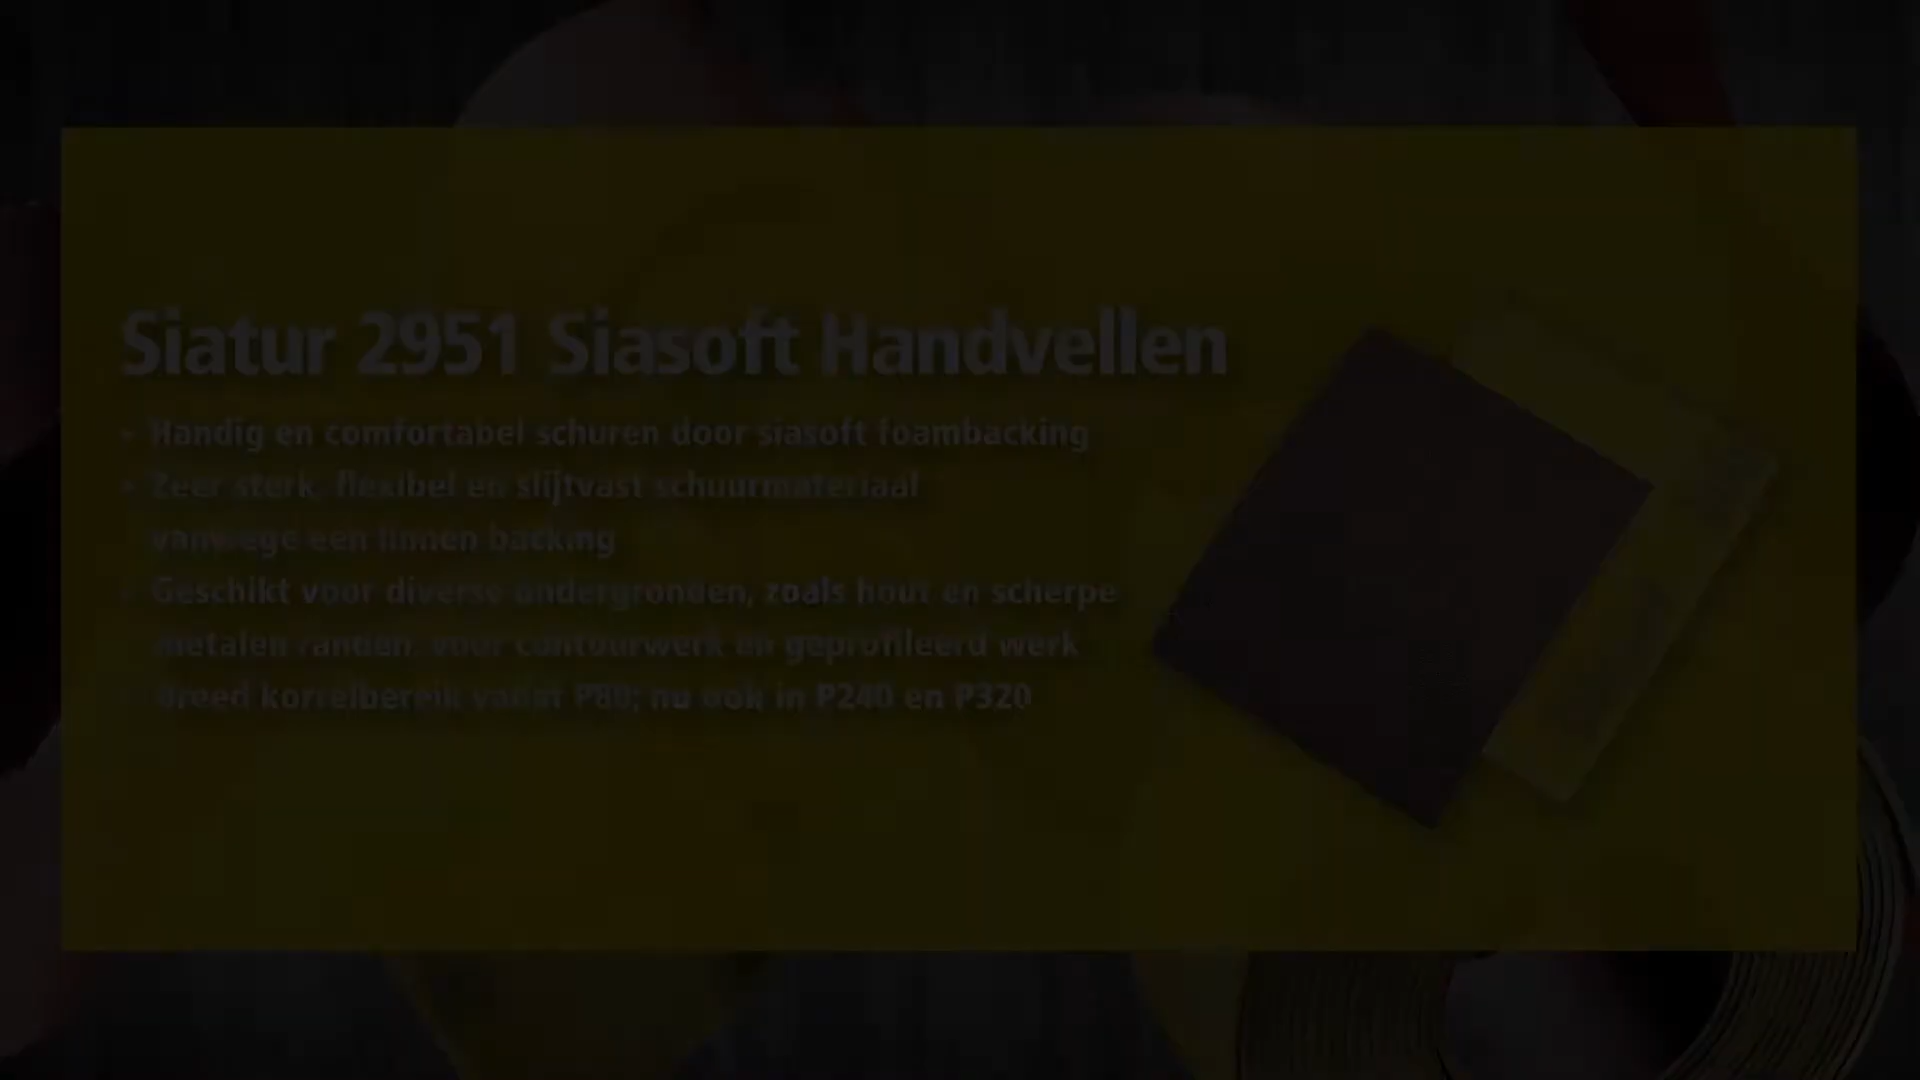 Siatur 2951 Siasoft Handvellen
• Handig en comfortabel schuren door siasoft foambacking
• Zeer sterk, flexibel en slijtvast schuurmateriaal
vanwege een linnen backing
• Geschikt voor diverse ondergronden, zoals hout en scherpe
metalen randen, voor contourwerk en geprofileerd werk
• Breed korrelbereik vanaf P80; nu ook in P240 en P320